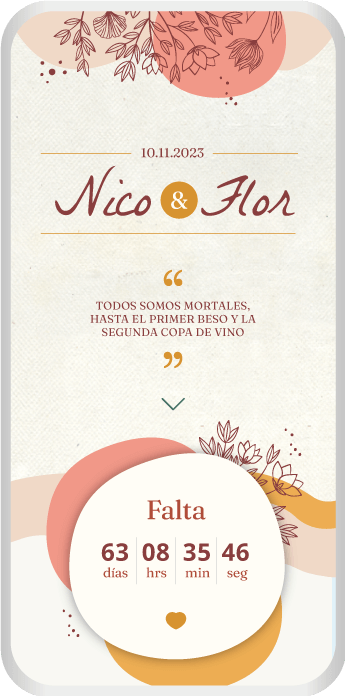 10.11.2023
Nico & Flor
“
TODOS SOMOS MORTALES,
HASTA EL PRIMER BESO Y LA
SEGUNDA COPA DE VINO
”
Falta
63 08 35 46
días hrs min seg